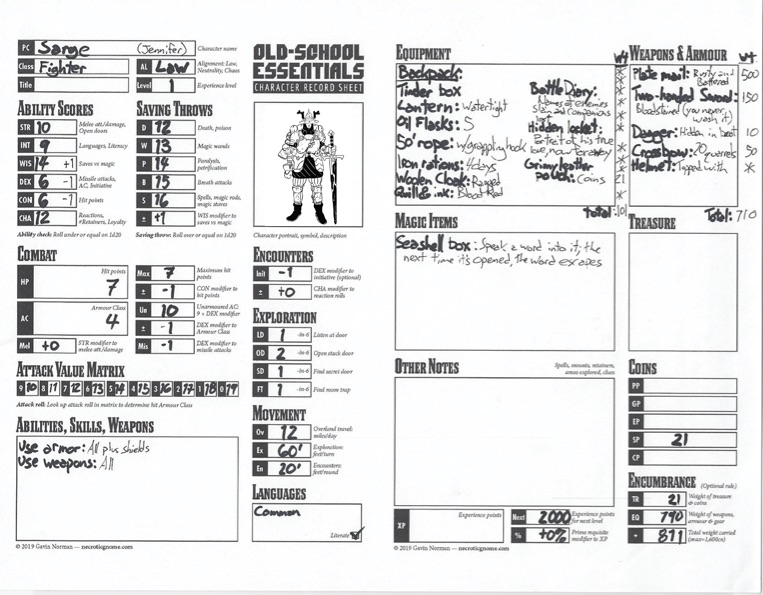 PC Sarge (Jennifer) Character name
Class Fighter AL Law Alignment: Law, Neutrality, Chaos
Title Level 1 Experience level
OLD-SCHOOL
ESSENTIALS
CHARACTER RECORD SHEET
ABILITY SCORES
STR 10 Melee att./damage, Open doors
INT 9 Languages, Literacy
WIS 14 +1 Saves vs magic
DEX 6 -1 Missile attacks, AC, Initiative
CON 6 -1 Hit points
CHA 12 Reactions, #Retainers, Loyalty
Ability check: Roll under or equal on 1d20
SAVING THROWS
D 12 Death, poison
W 13 Magic wands
P 14 Paralysis, petrification
B 15 Breath attacks
S 16 Spells, magic rods, magic staves
± +1 WIS modifier to saves vs magic
Saving throw: Roll over or equal on 1d20
Character portrait, symbol, description
COMBAT
HP 7 Hit points
AC 4 Armour Class
Mel +0 STR modifier to melee att./damage
Max 7 Maximum hit points
± -1 CON modifier to hit points
Un 10 Unarmoured AC: 9 + DEX modifier
± -1 DEX modifier to Armour Class
Mis -1 DEX modifier to missile attacks
ATTACK VALUE MATRIX
9 10 8 11 7 12 6 13 5 14 4 15 3 16 2 17 1 18 0 19
Attack roll: Look up attack roll in matrix to determine hit Armour Class
ABILITIES, SKILLS, WEAPONS
Use armor: All plus shields
Use weapons: All
ENCOUNTERS
Init -1 DEX modifier to initiative (optional)
± +0 CHA modifier to reaction rolls
EXPLORATION
LD 1 -in-6 Listen at door
OD 2 -in-6 Open stuck door
SD 1 -in-6 Find secret door
FT 1 -in-6 Find room trap
MOVEMENT
Ov 12 Overland travel: miles/day
Ex 60' Exploration: feet/turn
En 20' Encounters: feet/round
LANGUAGES
Common
Literate
© 2019 Gavin Norman — necroticgnome.com
EQUIPMENT wt
Backpack:
Tinder box
Lantern: Watertight
Oil Flasks: 5
50' rope: w/grappling hook
Iron rations: 4 days
Woolen Cloak: Ragged
Quill & ink: Blood Red
Battle Diary:
Names of enemies
slain and companions
lost
Hidden locket:
Portrait of his true
love, now far away
Grimy leather
pouch: Coins
21
Total: 101
WEAPONS & ARMOUR wt.
Plate mail: Rusty and Battered 500
Two-handed Sword: 150
Bloodstained (you never wash it)
Dagger: Hidden in boot 10
Crossbow: 20 quarrels 50
Helmet: Topped with *
Total: 710
MAGIC ITEMS
Seashell box: Speak a word into it, the
next time it's opened, the word escapes
TREASURE
OTHER NOTES Spells, mounts, retainers, areas explored, clues
COINS
PP
GP
EP
SP 21
CP
ENCUMBRANCE (Optional rule)
TR 21 Weight of treasure & coins
EQ 790 Weight of weapons, armour & gear
= 811 Total weight carried (max=1,600cn)
XP Experience points
Next 2000 Experience points for next level
% +0% Prime requisite modifier to XP
© 2019 Gavin Norman — necroticgnome.com